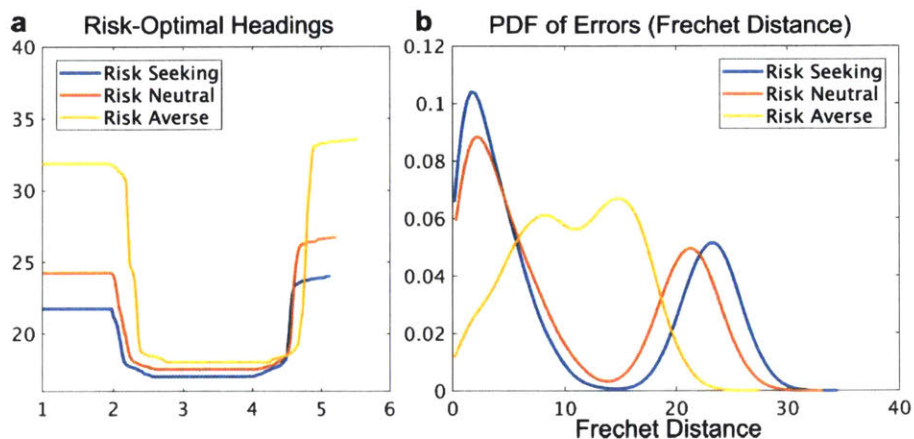 a Risk-Optimal Headings
40
35
30
25
20
1 2 3 4 5 6
Risk Seeking
Risk Neutral
Risk Averse
b PDF of Errors (Frechet Distance)
0.12
0.1
0.08
0.06
0.04
0.02
0
0 10 20 30 40
Frechet Distance
Risk Seeking
Risk Neutral
Risk Averse